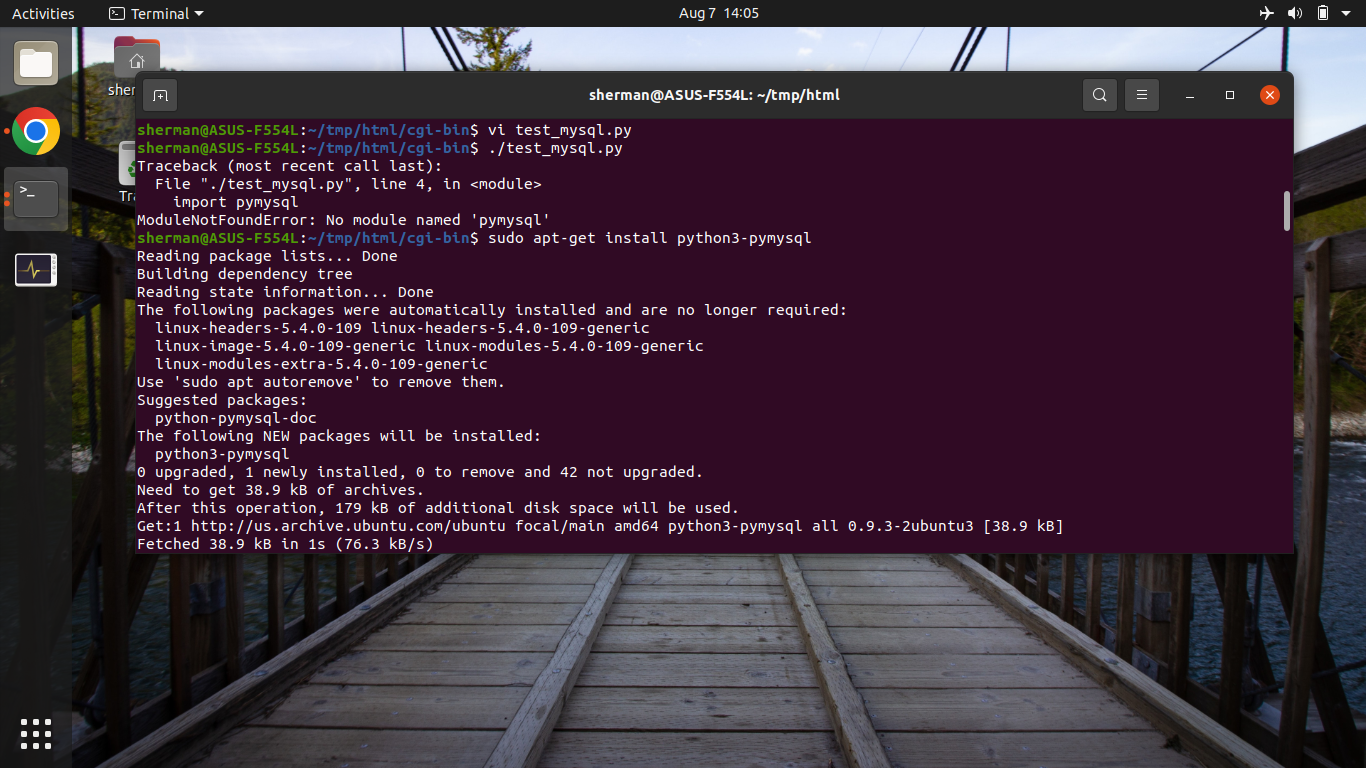 Activities
Terminal
Aug 7 14:05
sherman@ASUS-F554L: ~/tmp/html
sherman@ASUS-F554L:~/tmp/html/cgi-bin$ vi test_mysql.py
sherman@ASUS-F554L:~/tmp/html/cgi-bin$ ./test_mysql.py
Traceback (most recent call last):
  File "./test_mysql.py", line 4, in <module>
    import pymysql
ModuleNotFoundError: No module named 'pymysql'
sherman@ASUS-F554L:~/tmp/html/cgi-bin$ sudo apt-get install python3-pymysql
Reading package lists... Done
Building dependency tree
Reading state information... Done
The following packages were automatically installed and are no longer required:
  linux-headers-5.4.0-109 linux-headers-5.4.0-109-generic
  linux-image-5.4.0-109-generic linux-modules-5.4.0-109-generic
  linux-modules-extra-5.4.0-109-generic
Use 'sudo apt autoremove' to remove them.
Suggested packages:
  python-pymysql-doc
The following NEW packages will be installed:
  python3-pymysql
0 upgraded, 1 newly installed, 0 to remove and 42 not upgraded.
Need to get 38.9 kB of archives.
After this operation, 179 kB of additional disk space will be used.
Get:1 http://us.archive.ubuntu.com/ubuntu focal/main amd64 python3-pymysql all 0.9.3-2ubuntu3 [38.9 kB]
Fetched 38.9 kB in 1s (76.3 kB/s)